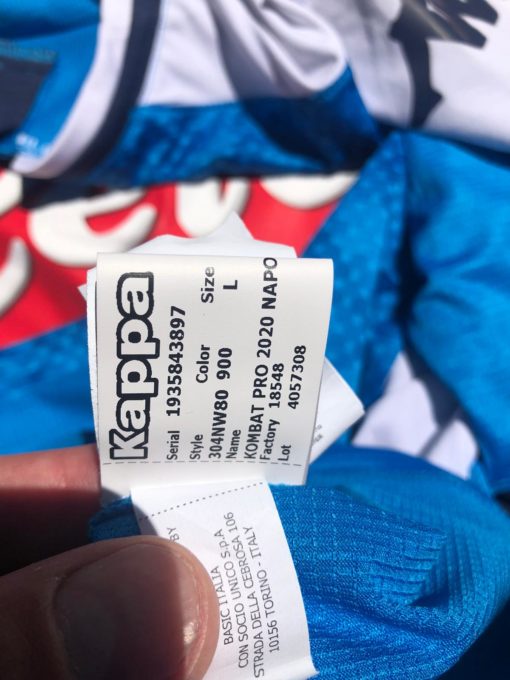 Kappa
Serial 1935843897
Style Color Size
304NW80 900 L
Name
KOMBAT PRO 2020 NAPO
Factory 18548
Lot
4057308
BY
BASIC ITALIA
CON SOCIO UNICO S.p.A
STRADA DELLA CEBROSA 106
10156 TORINO - ITALY